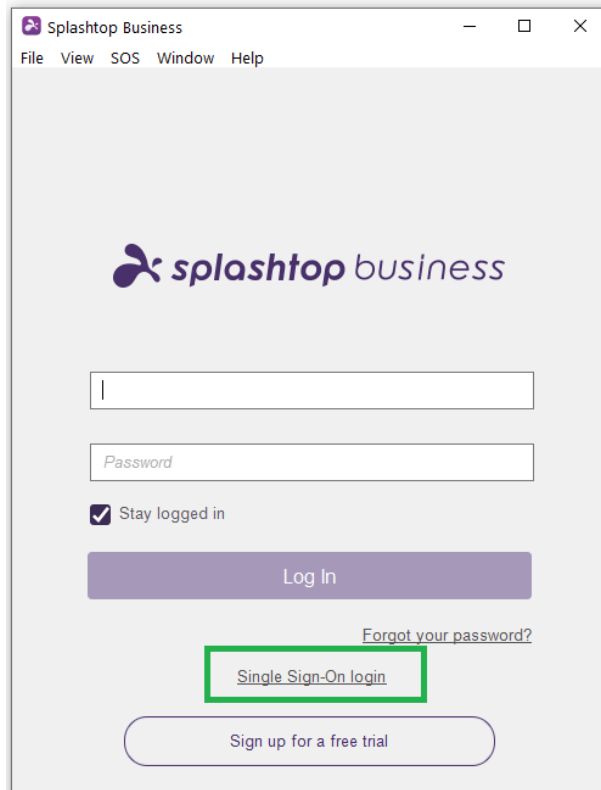 Splashtop Business
File View SOS Window Help
splashtop business
Password
Stay logged in
Log In
Forgot your password?
Single Sign-On login
Sign up for a free trial